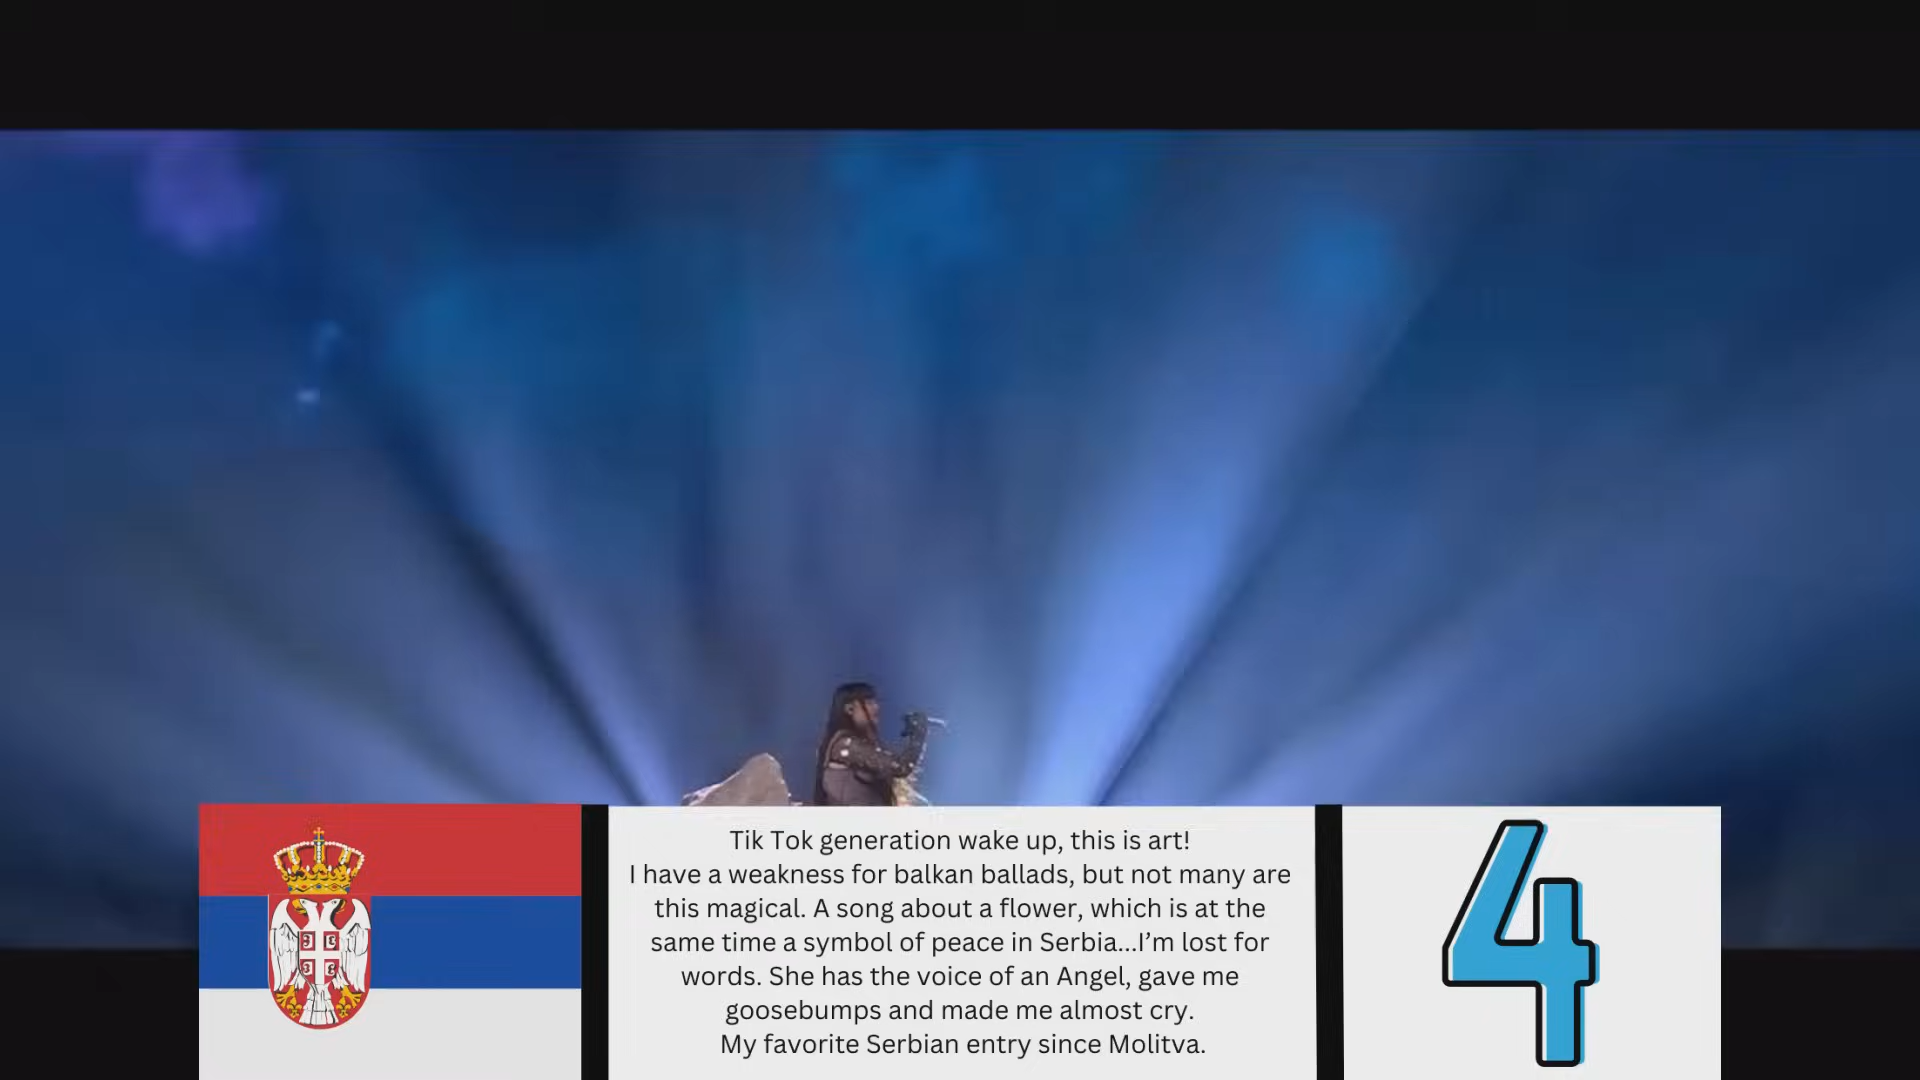 Tik Tok generation wake up, this is art!
I have a weakness for balkan ballads, but not many are
this magical. A song about a flower, which is at the
same time a symbol of peace in Serbia...I’m lost for
words. She has the voice of an Angel, gave me
goosebumps and made me almost cry.
My favorite Serbian entry since Molitva.
4